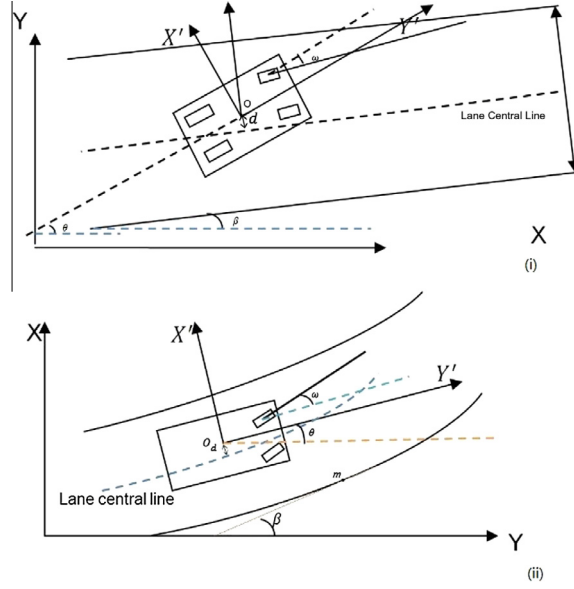 Y
X′
Y′
ω
O
d
Lane Central Line
θ
β
X
(i)
X
X′
Y′
ω
O
d
θ
m
Lane central line
β
Y
(ii)